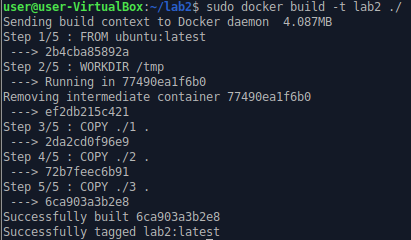 user@user-VirtualBox:~/lab2$ sudo docker build -t lab2 ./
Sending build context to Docker daemon  4.087MB
Step 1/5 : FROM ubuntu:latest
 ---> 2b4cba85892a
Step 2/5 : WORKDIR /tmp
 ---> Running in 77490ea1f6b0
Removing intermediate container 77490ea1f6b0
 ---> ef2db215c421
Step 3/5 : COPY ./1 .
 ---> 2da2cd0f96e9
Step 4/5 : COPY ./2 .
 ---> 72b7feec6b91
Step 5/5 : COPY ./3 .
 ---> 6ca903a3b2e8
Successfully built 6ca903a3b2e8
Successfully tagged lab2:latest